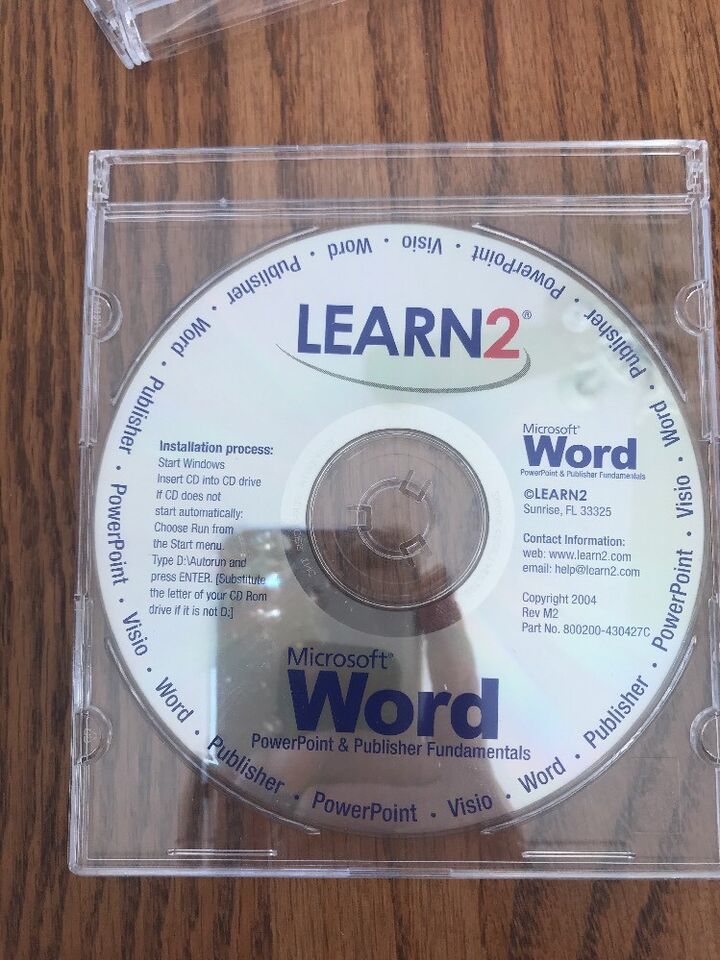 LEARN2®
Installation process:
Start Windows
Insert CD into CD drive
If CD does not
start automatically:
Choose Run from
the Start menu.
Type D:\Autorun and
press ENTER. [Substitute
the letter of your CD Rom
drive if it is not D:]
Microsoft®
Word
PowerPoint & Publisher Fundamentals
©LEARN2
Sunrise, FL 33325
Contact Information:
web: www.learn2.com
email: help@learn2.com
Copyright 2004
Rev M2
Part No. 800200-430427C
Microsoft®
Word
PowerPoint & Publisher Fundamentals
Word • Publisher • PowerPoint • Visio • Word • Publisher • PowerPoint • Visio • Word • Publisher • PowerPoint • Visio • Word • Publisher • PowerPoint • Visio • Word • Publisher